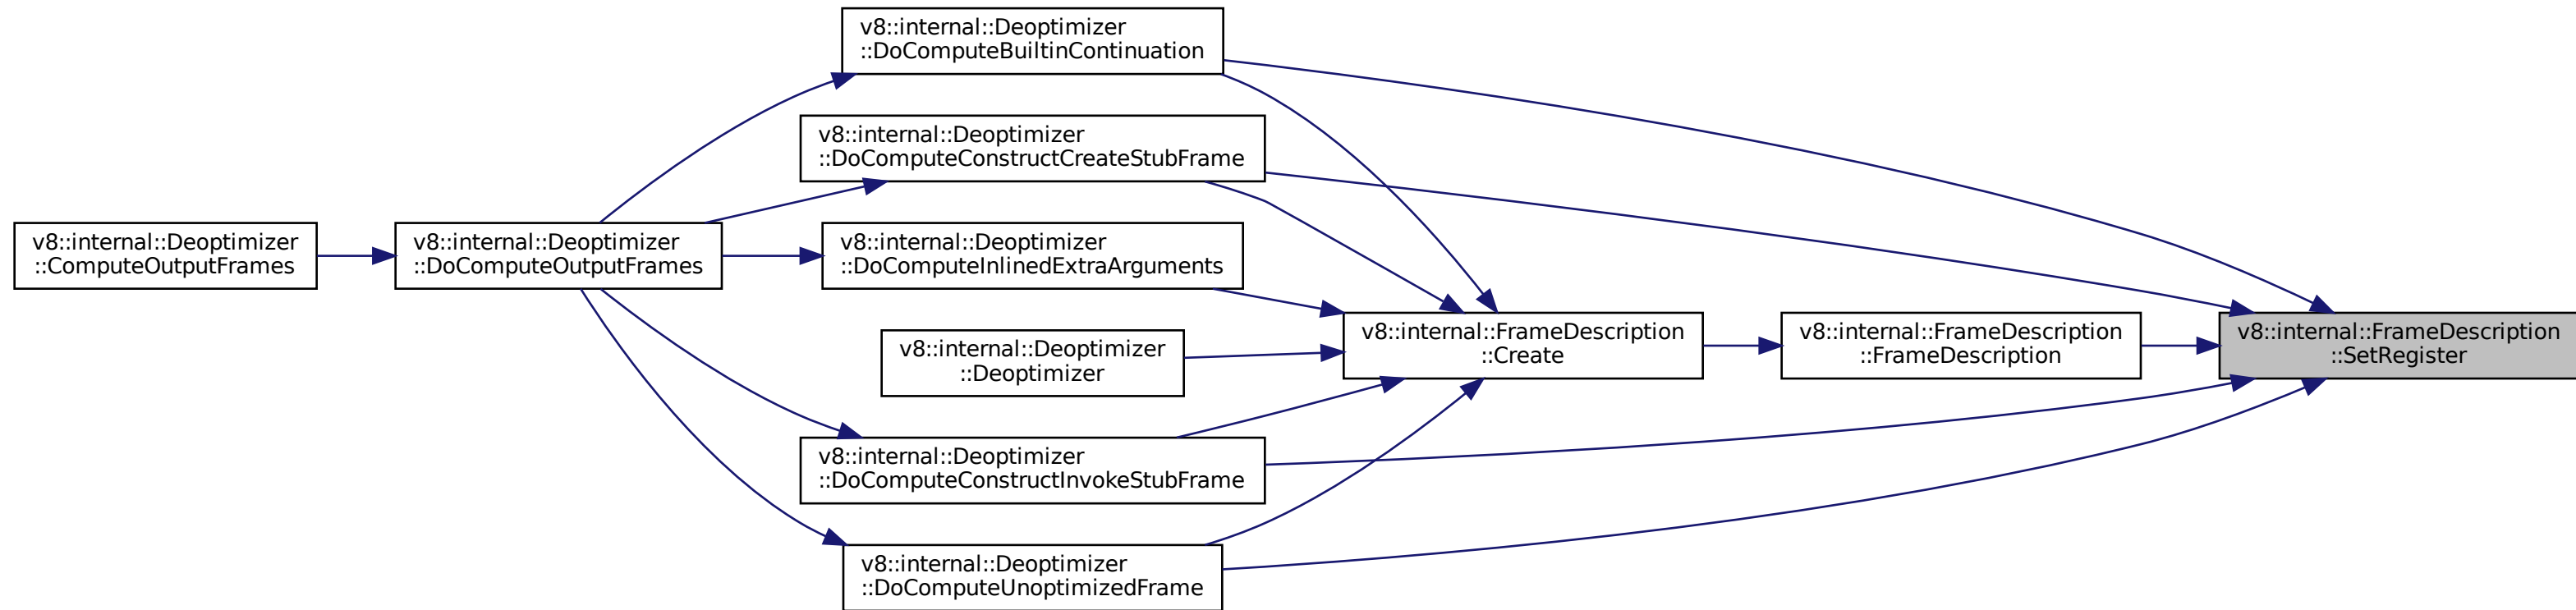 v8::internal::Deoptimizer
::DoComputeBuiltinContinuation
v8::internal::Deoptimizer
::DoComputeConstructCreateStubFrame
v8::internal::Deoptimizer
::ComputeOutputFrames
v8::internal::Deoptimizer
::DoComputeOutputFrames
v8::internal::Deoptimizer
::DoComputeInlinedExtraArguments
v8::internal::FrameDescription
::Create
v8::internal::FrameDescription
::FrameDescription
v8::internal::FrameDescription
::SetRegister
v8::internal::Deoptimizer
::Deoptimizer
v8::internal::Deoptimizer
::DoComputeConstructInvokeStubFrame
v8::internal::Deoptimizer
::DoComputeUnoptimizedFrame